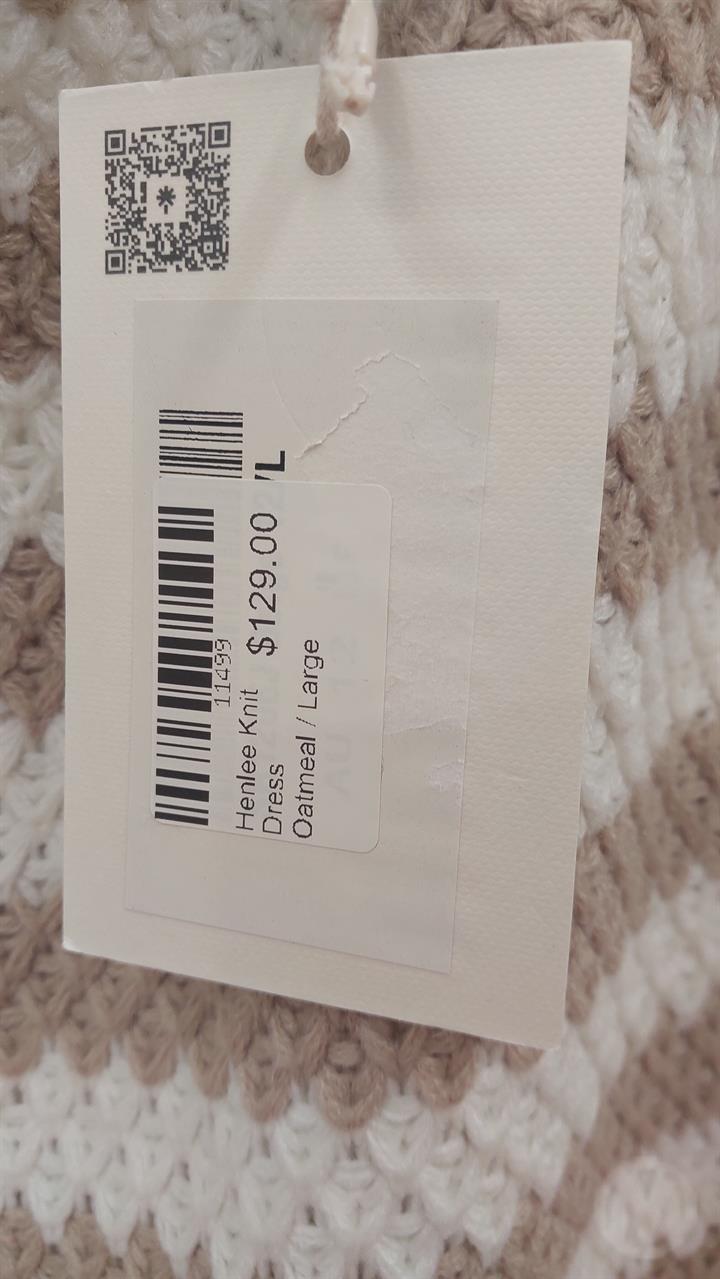 11499
Henlee Knit $129.00
Dress
Oatmeal / Large
/L